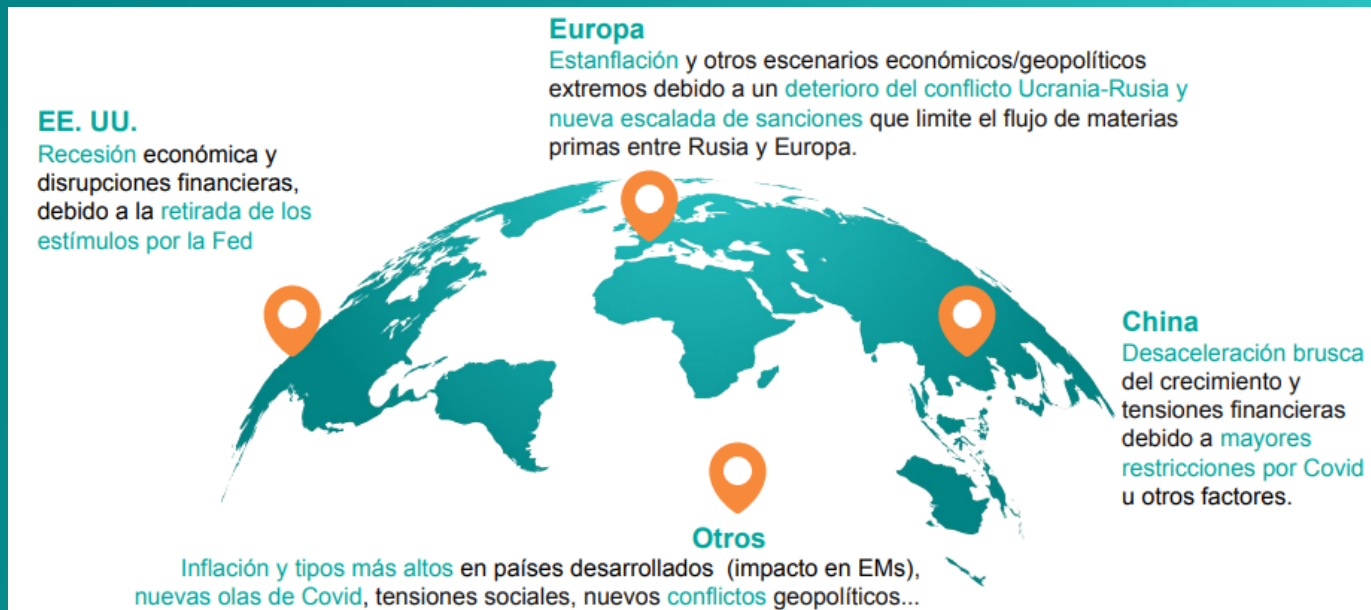 Europa
Estanflación y otros escenarios económicos/geopolíticos
extremos debido a un deterioro del conflicto Ucrania-Rusia y
nueva escalada de sanciones que limite el flujo de materias
primas entre Rusia y Europa.
EE. UU.
Recesión económica y
disrupciones financieras,
debido a la retirada de los
estímulos por la Fed
China
Desaceleración brusca
del crecimiento y
tensiones financieras
debido a mayores
restricciones por Covid
u otros factores.
Otros
Inflación y tipos más altos en países desarrollados (impacto en EMs),
nuevas olas de Covid, tensiones sociales, nuevos conflictos geopolíticos...